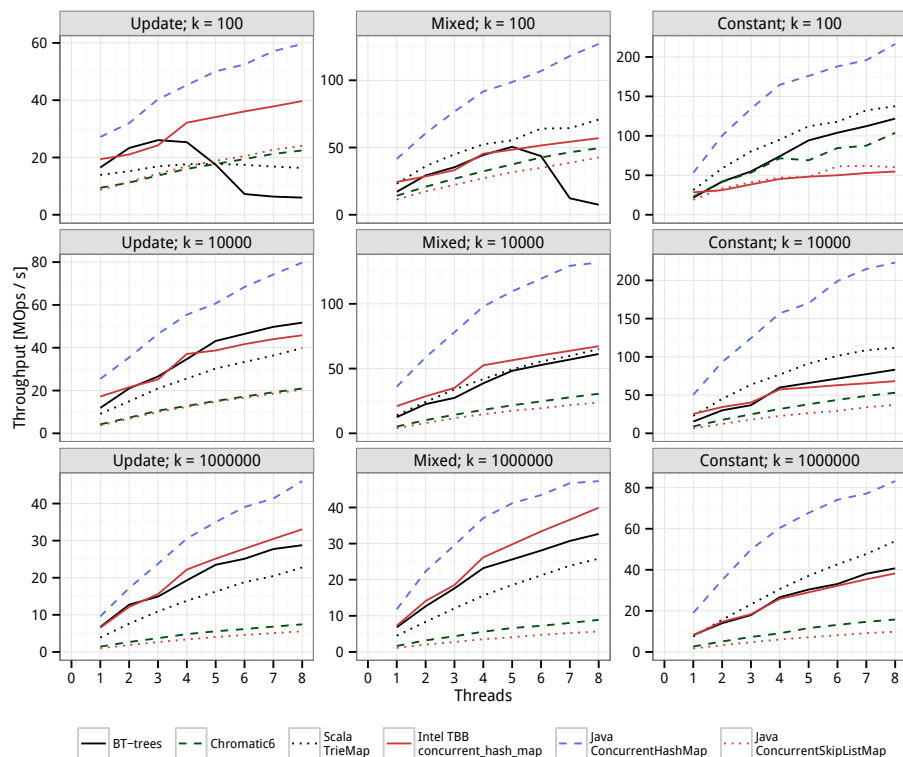 Update; k = 100
Mixed; k = 100
Constant; k = 100
60
40
20
0
100
50
0
200
150
100
50
0
Update; k = 10000
Mixed; k = 10000
Constant; k = 10000
80
60
40
20
0
100
50
0
200
150
100
50
0
Throughput [MOps / s]
Update; k = 1000000
Mixed; k = 1000000
Constant; k = 1000000
40
30
20
10
0
40
30
20
10
0
80
60
40
20
0
0 1 2 3 4 5 6 7 8
0 1 2 3 4 5 6 7 8
0 1 2 3 4 5 6 7 8
Threads
BT−trees
Chromatic6
Scala
TrieMap
Intel TBB
concurrent_hash_map
Java
ConcurrentHashMap
Java
ConcurrentSkipListMap